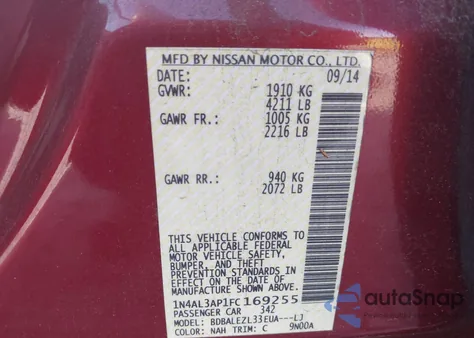 MFD BY NISSAN MOTOR CO., LTD.
DATE: 09/14
GVWR: 1910 KG
4211 LB
GAWR FR.: 1005 KG
2216 LB
GAWR RR.: 940 KG
2072 LB
THIS VEHICLE CONFORMS TO
ALL APPLICABLE FEDERAL
MOTOR VEHICLE SAFETY,
BUMPER, AND THEFT
PREVENTION STANDARDS IN
EFFECT ON THE DATE OF
MANUFACTURE SHOWN ABOVE.
1N4AL3AP1FC169255
PASSENGER CAR 342
MODEL: BDBALEZL33EUA---LJ
COLOR: NAH TRIM: C 9N00A
autoSnap